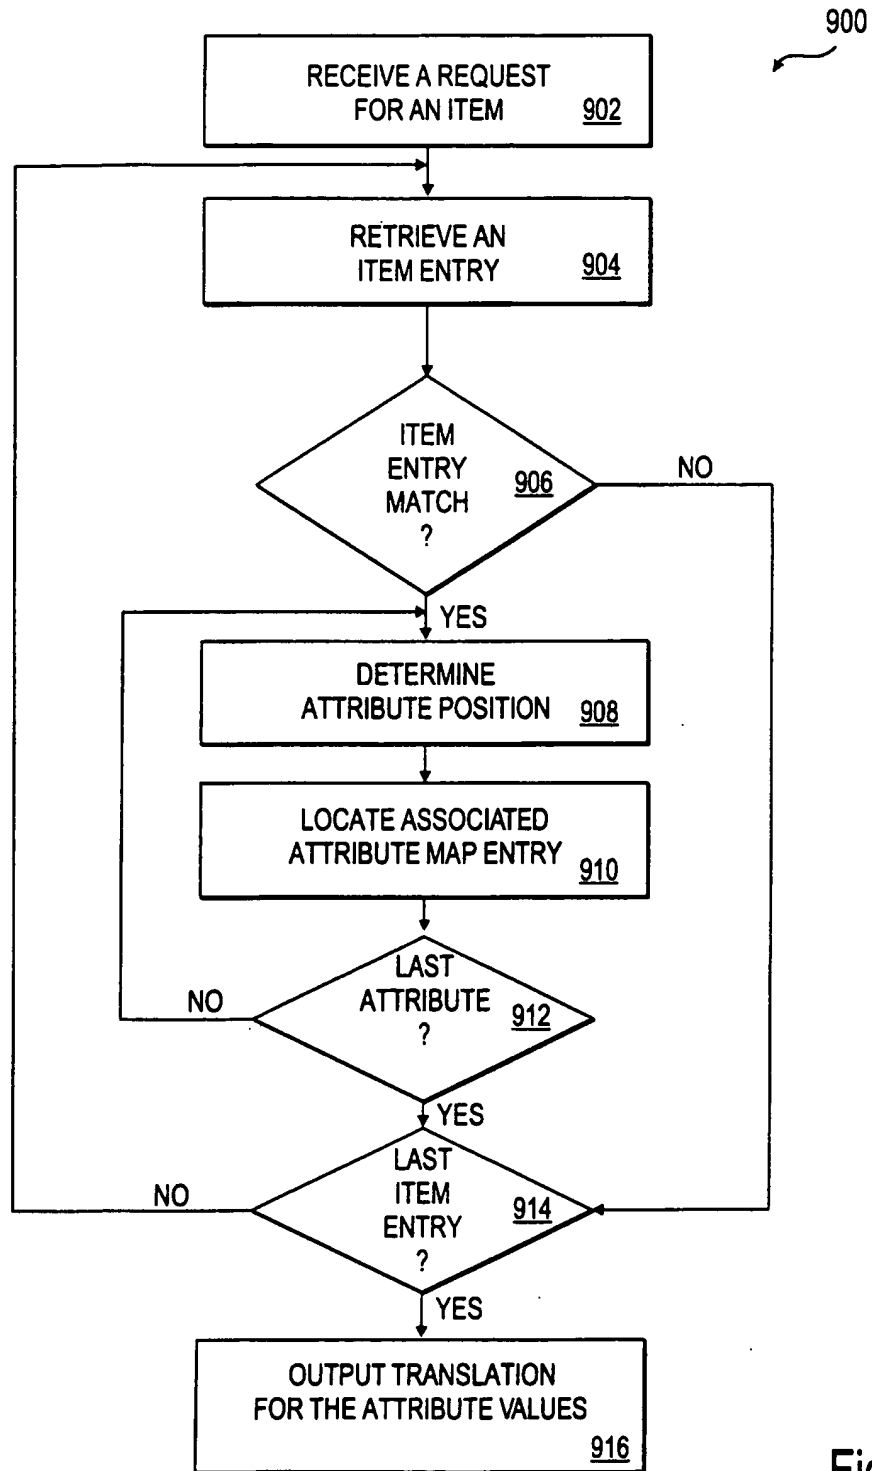 900
RECEIVE A REQUEST
FOR AN ITEM 902
RETRIEVE AN
ITEM ENTRY 904
ITEM
ENTRY
MATCH
?
906
NO
YES
DETERMINE
ATTRIBUTE POSITION 908
LOCATE ASSOCIATED
ATTRIBUTE MAP ENTRY 910
LAST
ATTRIBUTE
?
912
NO
YES
LAST
ITEM
ENTRY
?
914
NO
YES
OUTPUT TRANSLATION
FOR THE ATTRIBUTE VALUES
916
Fig